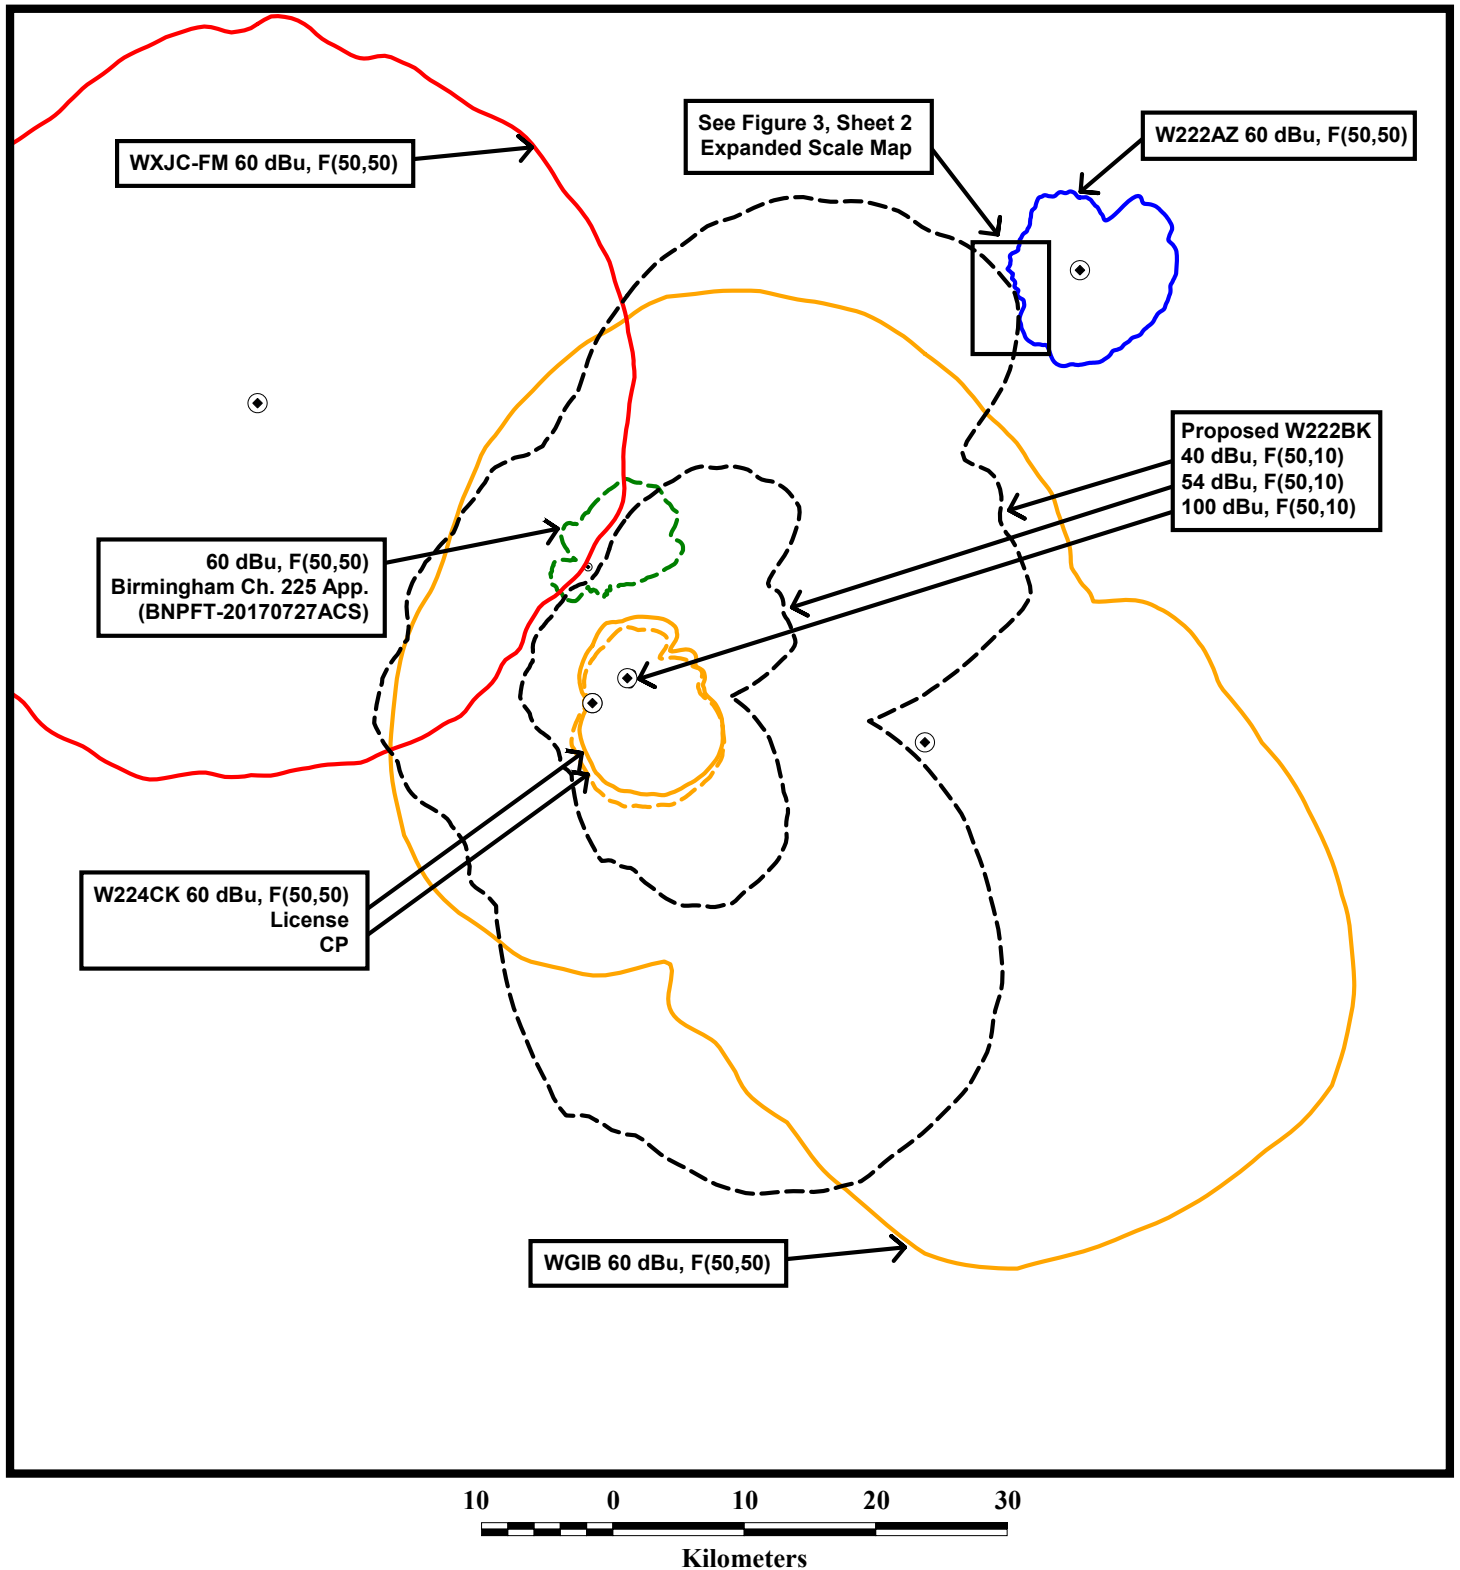 See Figure 3, Sheet 2
Expanded Scale Map
W222AZ 60 dBu, F(50,50)
WXJC-FM 60 dBu, F(50,50)
Proposed W222BK
40 dBu, F(50,10)
54 dBu, F(50,10)
100 dBu, F(50,10)
60 dBu, F(50,50)
Birmingham Ch. 225 App.
(BNPFT-20170727ACS)
W224CK 60 dBu, F(50,50)
License
CP
WGIB 60 dBu, F(50,50)
10 0 10 20 30
Kilometers